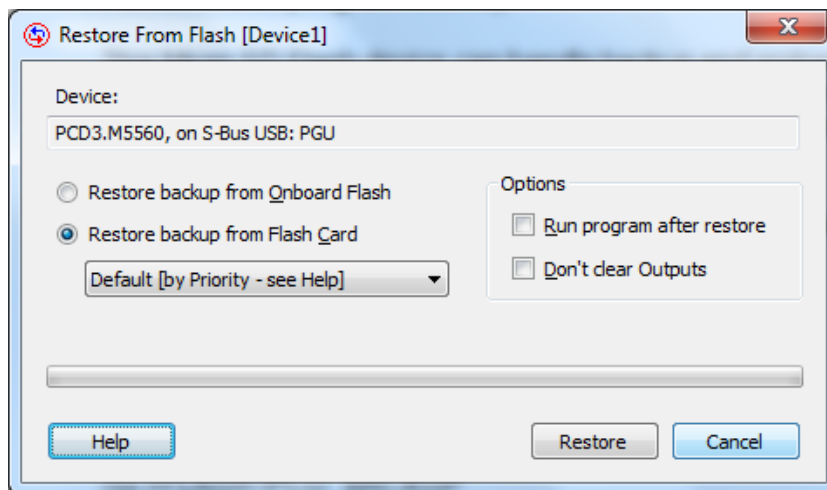 Restore From Flash [Device1]
Device:
PCD3.M5560, on S-Bus USB: PGU
Restore backup from Onboard Flash
Restore backup from Flash Card
Default [by Priority - see Help]
Options
Run program after restore
Don't clear Outputs
Help
Restore
Cancel